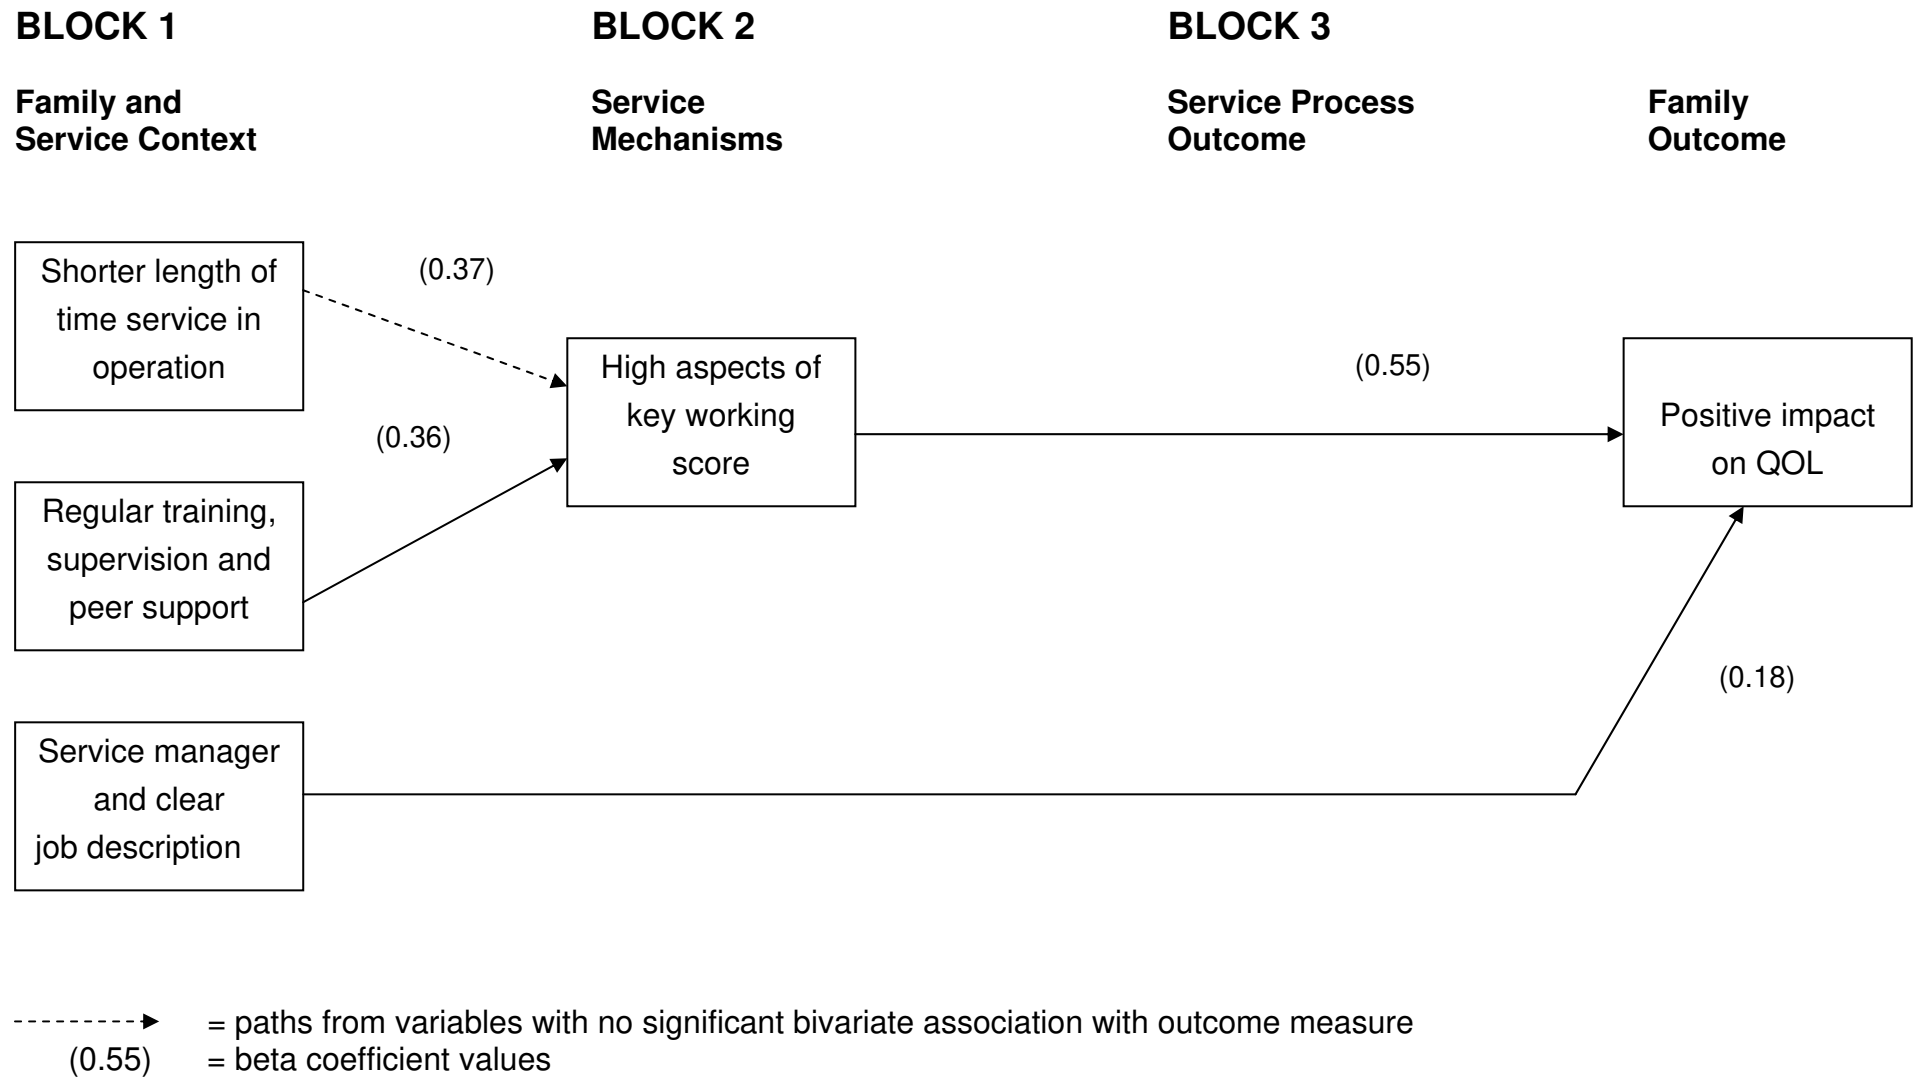 BLOCK 1
BLOCK 2
BLOCK 3
Family and
Service Context
Service
Mechanisms
Service Process
Outcome
Family
Outcome
Shorter length of
time service in
operation
(0.37)
Regular training,
supervision and
peer support
(0.36)
Service manager
and clear
job description
High aspects of
key working
score
(0.55)
Positive impact
on QOL
(0.18)
= paths from variables with no significant bivariate association with outcome measure
(0.55) = beta coefficient values